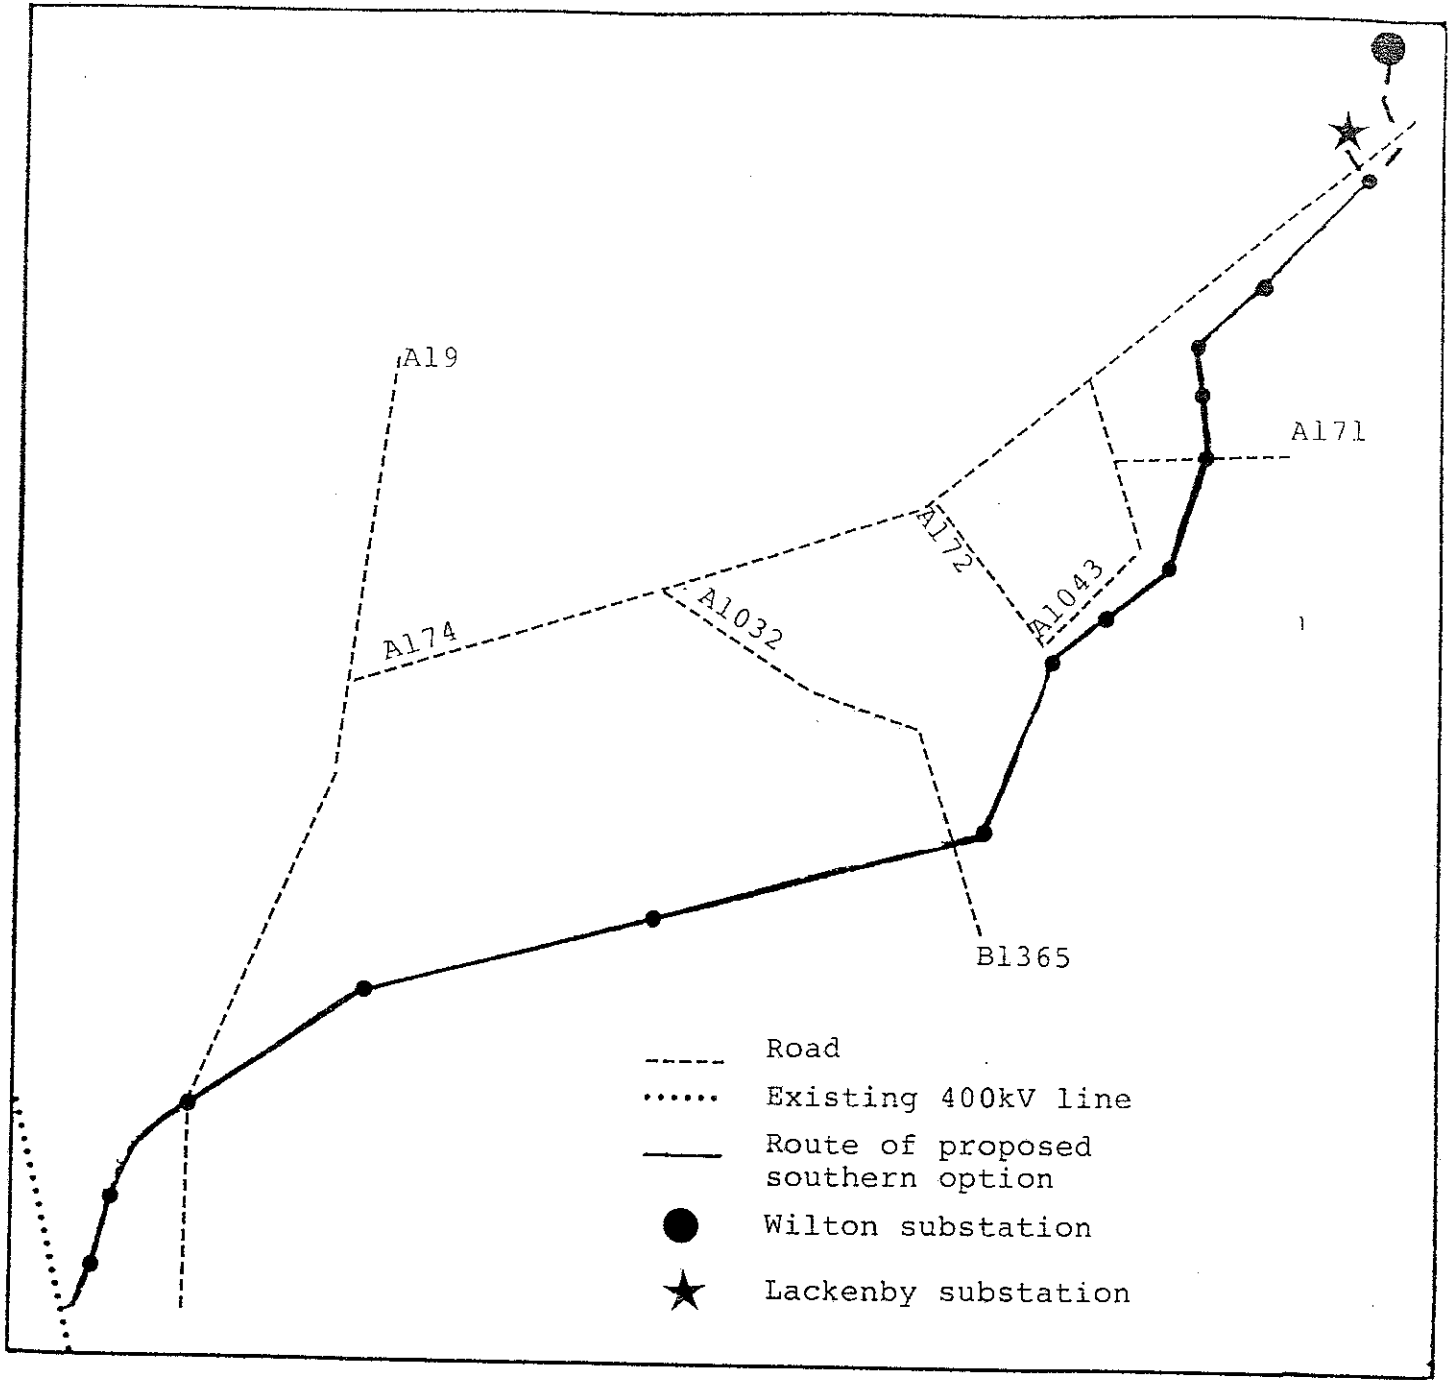 A19
A171
A172
A1043
A1032
A174
B1365
Road
Existing 400kV line
Route of proposed
southern option
Wilton substation
Lackenby substation